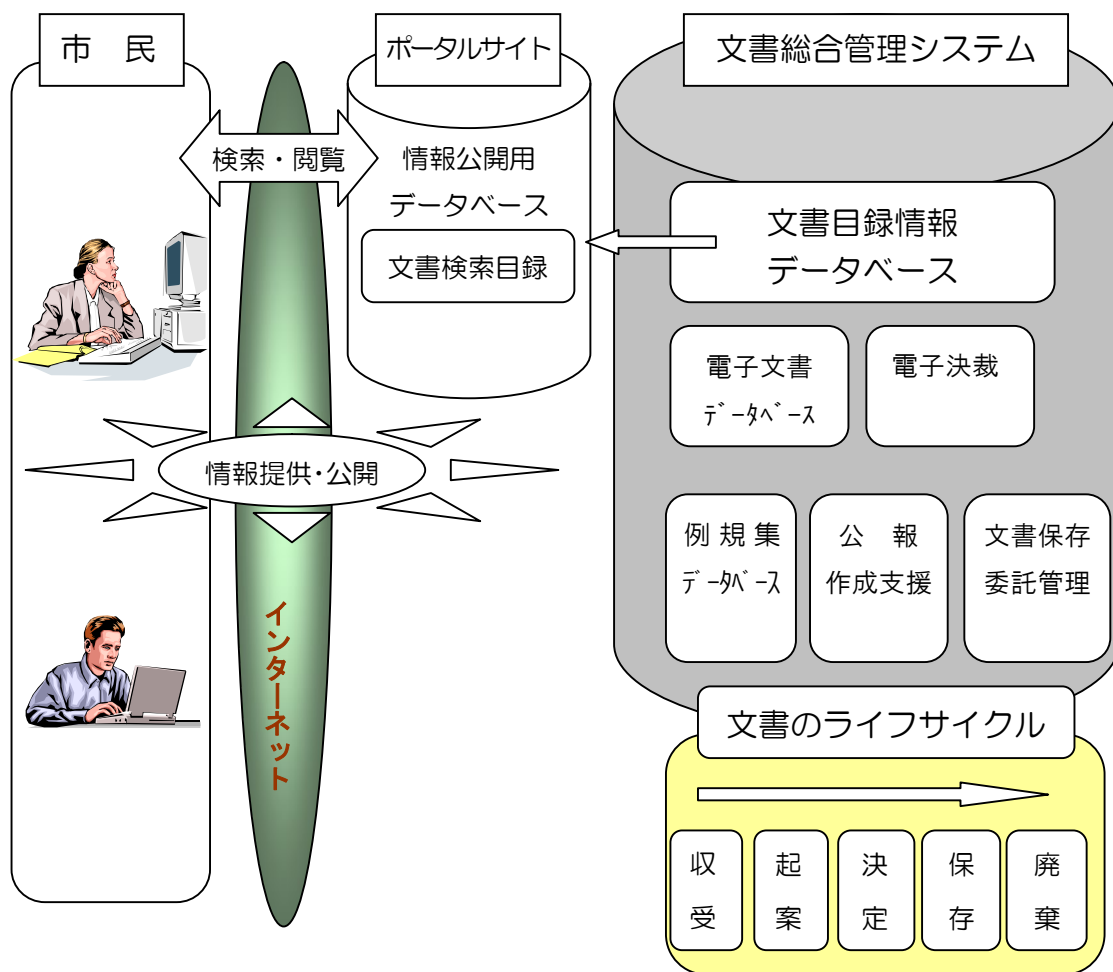 市　民
ポータルサイト
文書総合管理システム
検索・閲覧
情報公開用
データベース
文書検索目録
文書目録情報
データベース
電子文書
ﾃﾞｰﾀﾍﾞｰｽ
電子決裁
情報提供・公開
例 規 集
ﾃﾞｰﾀﾍﾞｰｽ
公　報
作成支援
文書保存
委託管理
インターネット
文書のライフサイクル
収受
起案
決定
保存
廃棄